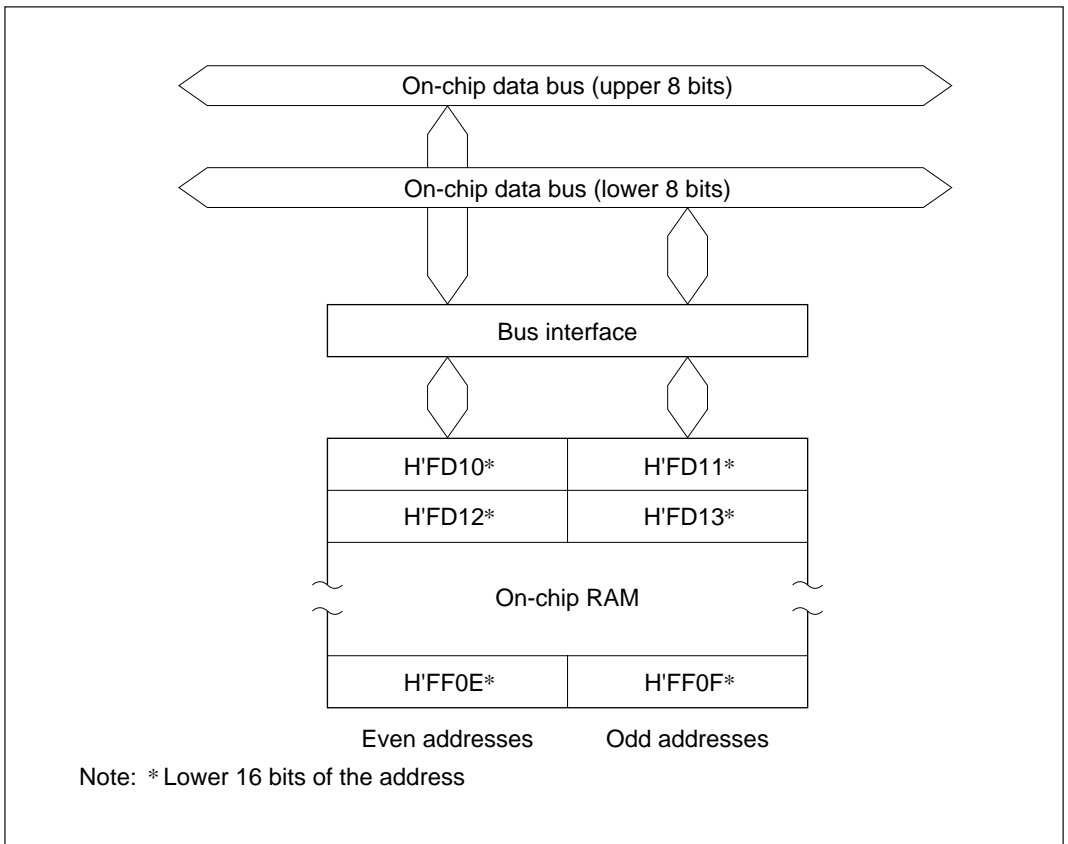 On-chip data bus (upper 8 bits)
On-chip data bus (lower 8 bits)
Bus interface
H'FD10* H'FD11*
H'FD12* H'FD13*
On-chip RAM
H'FF0E* H'FF0F*
Even addresses Odd addresses
Note: * Lower 16 bits of the address